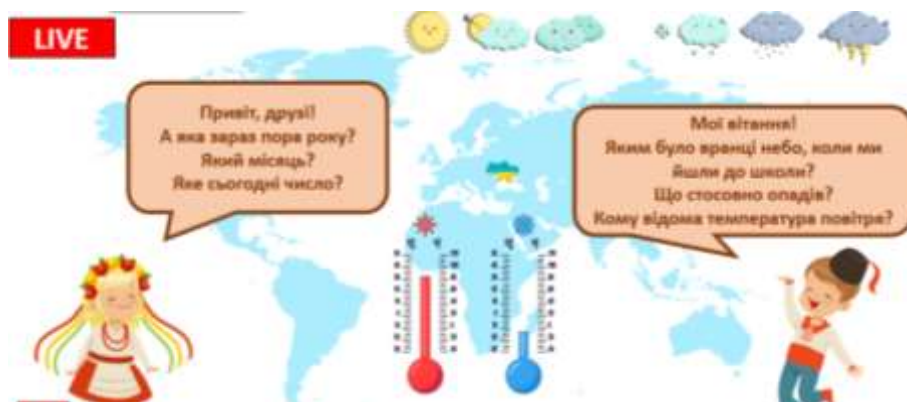 LIVE
Привіт, друзі!
А яка зараз пора року?
Який місяць?
Яке сьогодні число?
Мої вітання!
Яким було вранці небо, коли ми
йшли до школи?
Що стосовно опадів?
Кому відома температура повітря?